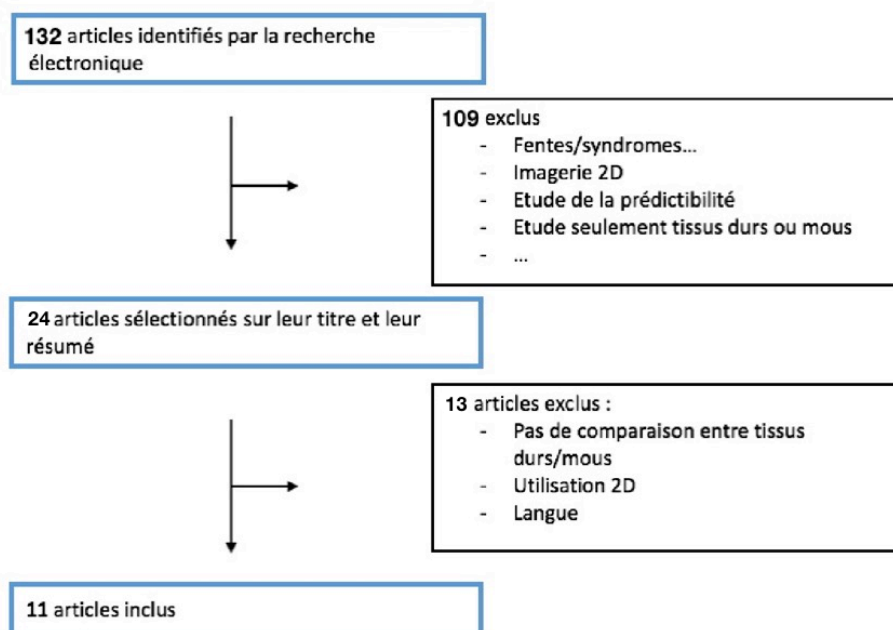 132 articles identifiés par la recherche
électronique
109 exclus
- Fentes/syndromes...
- Imagerie 2D
- Etude de la prédictibilité
- Etude seulement tissus durs ou mous
- ...
24 articles sélectionnés sur leur titre et leur
résumé
13 articles exclus :
- Pas de comparaison entre tissus
durs/mous
- Utilisation 2D
- Langue
11 articles inclus